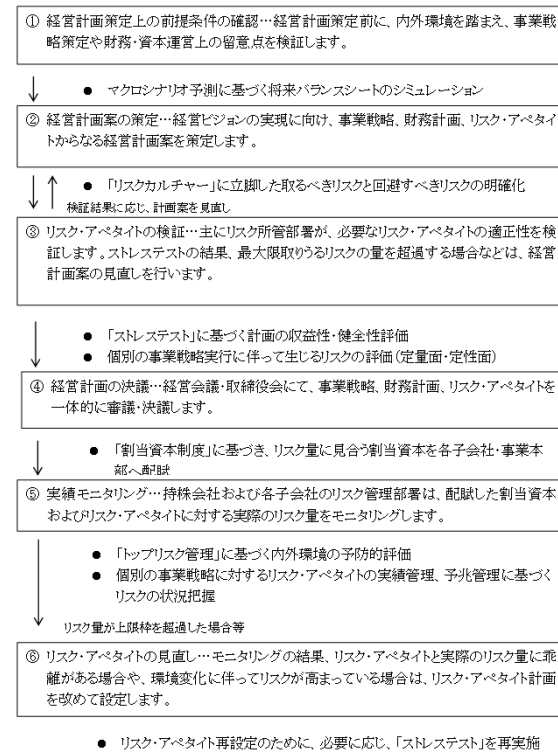 ① 経営計画策定上の前提条件の確認…経営計画策定前に、内外環境を踏まえ、事業戦
略策定や財務・資本運営上の留意点を検証します。
● マクロシナリオ予測に基づく将来バランスシートのシミュレーション
② 経営計画案の策定…経営ビジョンの実現に向け、事業戦略、財務計画、リスク・アペタイ
トからなる経営計画案を策定します。
● 「リスクカルチャー」に立脚した取るべきリスクと回避すべきリスクの明確化
検証結果に応じ、計画案を見直し
③ リスク・アペタイトの検証…主にリスク所管部署が、必要なリスク・アペタイトの適正性を検
証します。ストレステストの結果、最大限取りうるリスクの量を超過する場合などは、経営
計画案の見直しを行います。
● 「ストレステスト」に基づく計画の収益性・健全性評価
● 個別の事業戦略実行に伴って生じるリスクの評価(定量面・定性面)
④ 経営計画の決議…経営会議・取締役会にて、事業戦略、財務計画、リスク・アペタイトを
一体的に審議・決議します。
● 「割当資本制度」に基づき、リスク量に見合う割当資本を各子会社・事業本
部へ配賦
⑤ 実績モニタリング…持株会社および各子会社のリスク管理部署は、配賦した割当資本
およびリスク・アペタイトに対する実際のリスク量をモニタリングします。
● 「トップリスク管理」に基づく内外環境の予防的評価
● 個別の事業戦略に対するリスク・アペタイトの実績管理、予兆管理に基づく
リスクの状況把握
リスク量が上限枠を超過した場合等
⑥ リスク・アペタイトの見直し…モニタリングの結果、リスク・アペタイトと実際のリスク量に乖
離がある場合や、環境変化に伴ってリスクが高まっている場合は、リスク・アペタイト計画
を改めて設定します。
● リスク・アペタイト再設定のために、必要に応じ、「ストレステスト」を再実施